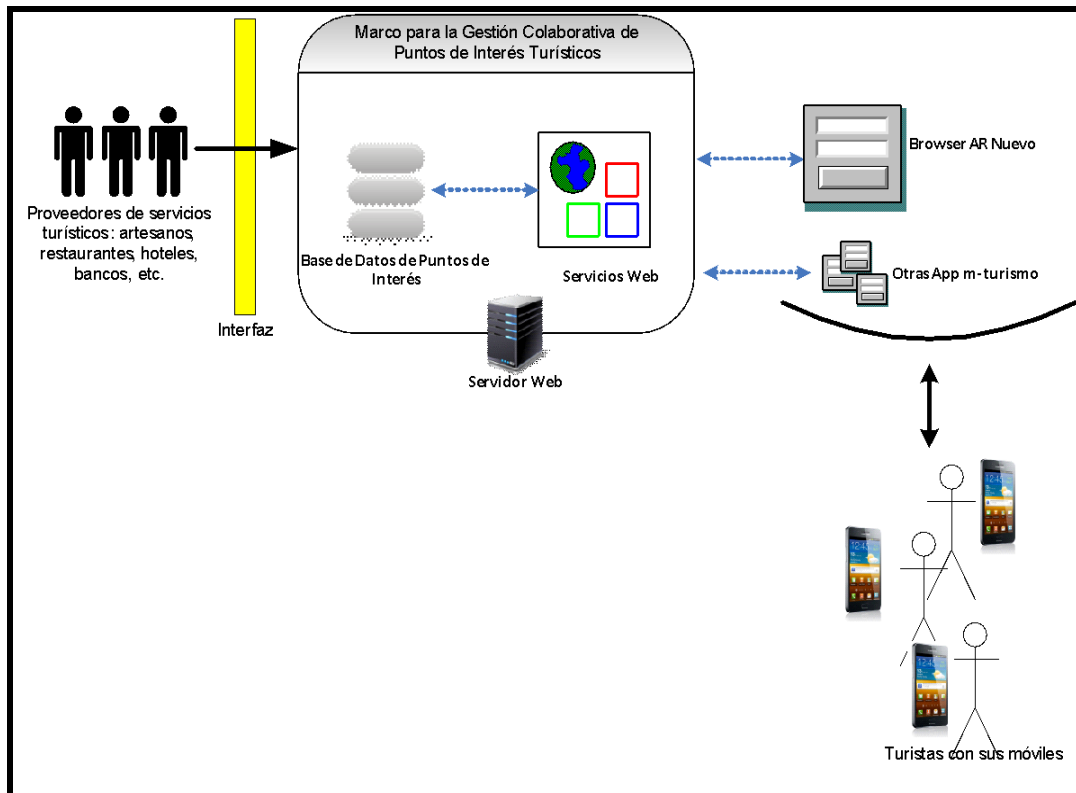 Marco para la Gestión Colaborativa de
Puntos de Interés Turísticos
Proveedores de servicios
turísticos: artesanos,
restaurantes, hoteles,
bancos, etc.
Interfaz
Base de Datos de Puntos de
Interés
Servicios Web
Servidor Web
Browser AR Nuevo
Otras App m-turismo
Turistas con sus móviles